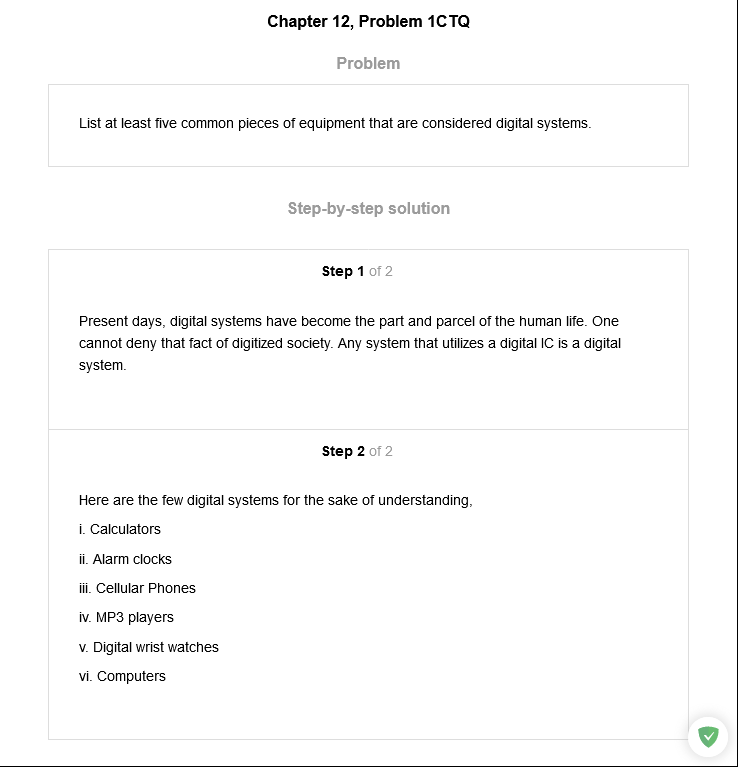 Chapter 12, Problem 1CTQ
Problem
List at least five common pieces of equipment that are considered digital systems.
Step-by-step solution
Step 1 of 2
Present days, digital systems have become the part and parcel of the human life. One
cannot deny that fact of digitized society. Any system that utilizes a digital IC is a digital
system.
Step 2 of 2
Here are the few digital systems for the sake of understanding,
i. Calculators
ii. Alarm clocks
iii. Cellular Phones
iv. MP3 players
v. Digital wrist watches
vi. Computers